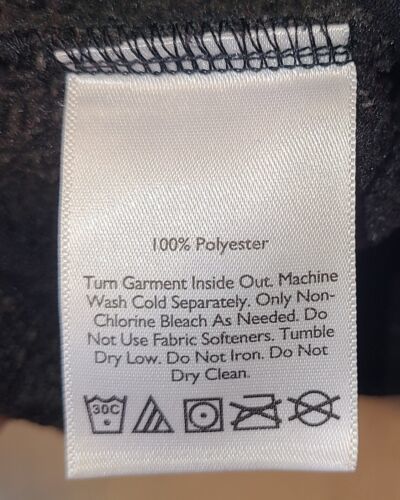 100% Polyester
Turn Garment Inside Out. Machine
Wash Cold Separately. Only Non-
Chlorine Bleach As Needed. Do
Not Use Fabric Softeners. Tumble
Dry Low. Do Not Iron. Do Not
Dry Clean.
30C